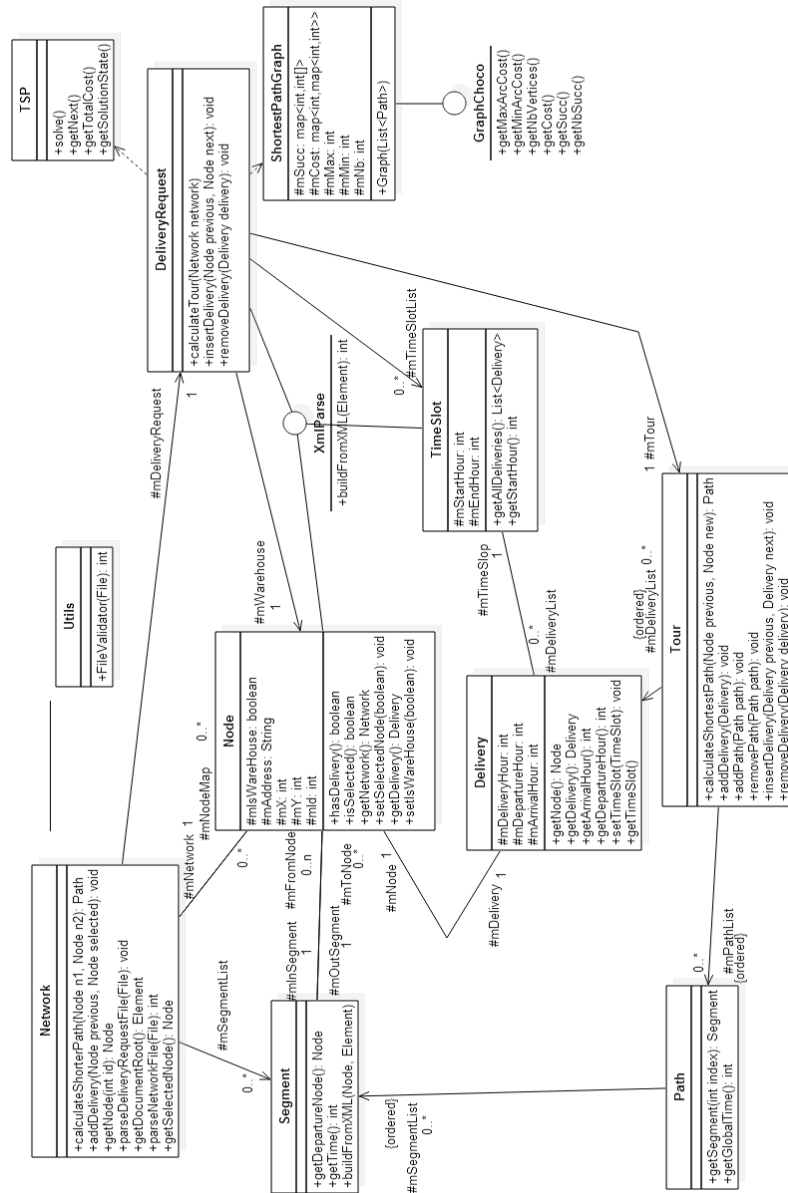 TSP
+solve()
+getNext()
+getTotalCost()
+getSolutionState()
DeliveryRequest
+calculateTour(Network network)
+insertDelivery(Node previous, Node next): void
+removeDelivery(Delivery delivery): void
ShortestPathGraph
#mSucc: map<int,int[]>
#mCost: map<int,map<int,int>>
#mMax: int
#mMin: int
#mNb: int
+Graph(List<Path>)
GraphChoco
+getMaxArcCost()
+getMinArcCost()
+getNbVertices()
+getCost()
+getSucc()
+getNbSucc()
#mDeliveryRequest
1
Utils
+FileValidator(File): int
XmlParse
+buildFromXML(Element): int
0..*
#mTimeSlotList
TimeSlot
#mStartHour: int
#mEndHour: int
+getAllDeliveries(): List<Delivery>
+getStartHour(): int
1 #mTour
#mWarehouse
1
#mTimeSlop
1
0..*
#mDeliveryList
{ordered}
#mDeliveryList 0..*
Network
+calculateShorterPath(Node n1, Node n2): Path
+addDelivery(Node previous, Node selected): void
+getNode(int id): Node
+parseDeliveryRequestFile(File): void
+getDocumentRoot(): Element
+parseNetworkFile(File): int
+getSelectedNode(): Node
#mNetwork 1
#mNodeMap 0..*
0..*
Node
#mIsWareHouse: boolean
#mAddress: String
#mX: int
#mY: int
#mId: int
+hasDelivery(): boolean
+isSelected(): boolean
+getNetwork(): Network
+setSelectedNode(boolean): void
+getDelivery(): Delivery
+setIsWareHouse(boolean): void
#mFromNode
0..n
#mToNode
0..*
#mInSegment
1
#mOutSegment
1
#mNode 1
#mDelivery 1
Delivery
#mDeliveryHour: int
#mDepartureHour: int
#mArrivalHour: int
+getNode(): Node
+getDelivery(): Delivery
+getArrivalHour(): int
+getDepartureHour(): int
+setTimeSlot(TimeSlot): void
+getTimeSlot()
Tour
+calculateShortestPath(Node previous, Node new): Path
+addDelivery(Delivery): void
+addPath(Path path): void
+removePath(Path path): void
+insertDelivery(Delivery previous, Delivery next): void
+removeDelivery(Delivery delivery): void
#mSegmentList
0..*
Segment
+getDepartureNode(): Node
+getTime(): int
+buildFromXML(Node, Element)
{ordered}
#mSegmentList
0..*
0..*
#mPathList
{ordered}
Path
+getSegment(int index): Segment
+getGlobalTime(): int